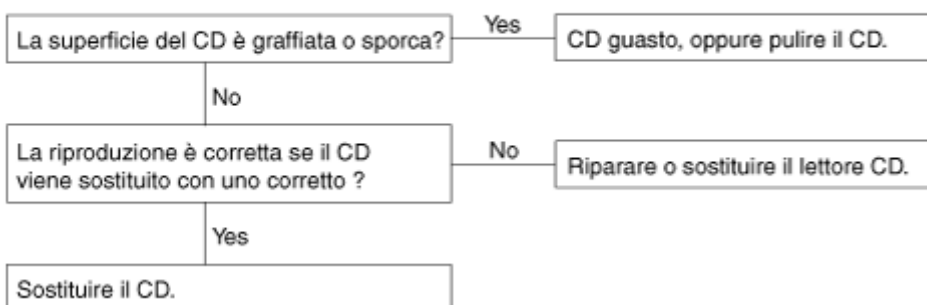 La superficie del CD è graffiata o sporca?
Yes
CD guasto, oppure pulire il CD.
No
La riproduzione è corretta se il CD
viene sostituito con uno corretto ?
No
Riparare o sostituire il lettore CD.
Yes
Sostituire il CD.